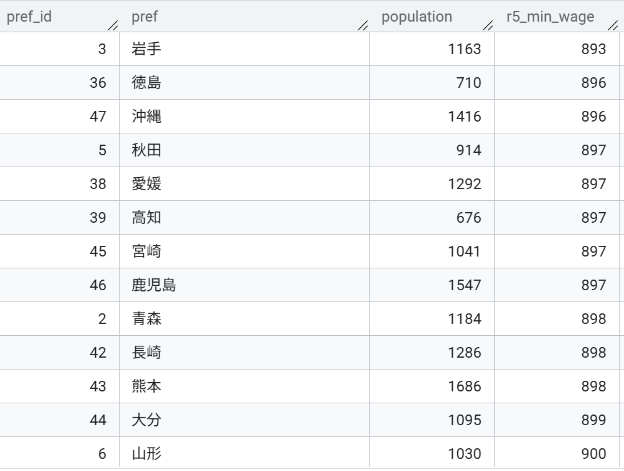 pref_id pref population r5_min_wage
3 岩手 1163 893
36 徳島 710 896
47 沖縄 1416 896
5 秋田 914 897
38 愛媛 1292 897
39 高知 676 897
45 宮崎 1041 897
46 鹿児島 1547 897
2 青森 1184 898
42 長崎 1286 898
43 熊本 1686 898
44 大分 1095 899
6 山形 1030 900